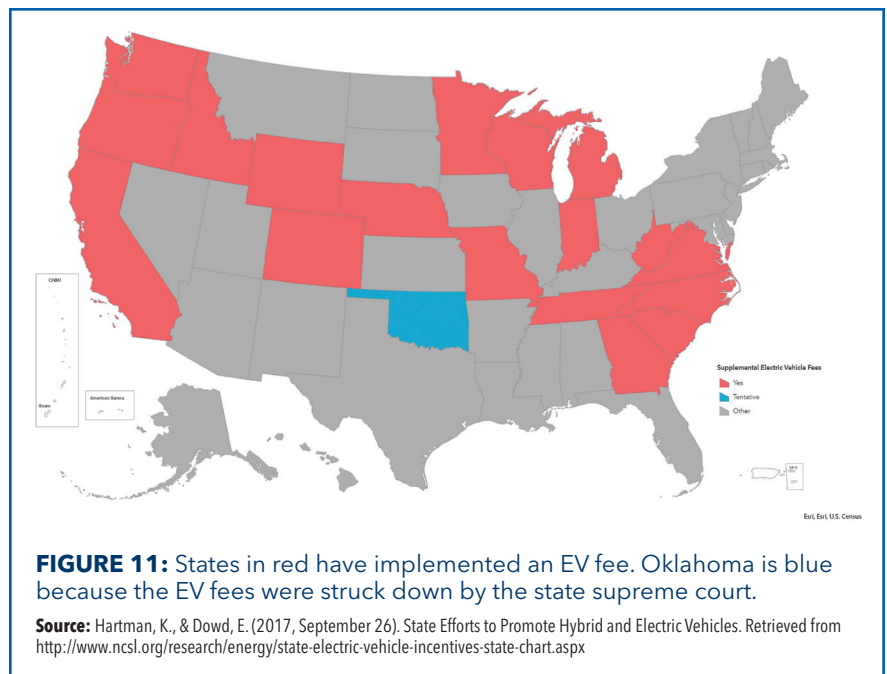 CNMI
Guam
American Samoa
Supplemental Electric Vehicle Fees
Yes
Tentative
Other
Esri, Esri, U.S. Census
FIGURE 11: States in red have implemented an EV fee. Oklahoma is blue
because the EV fees were struck down by the state supreme court.
Source: Hartman, K., & Dowd, E. (2017, September 26). State Efforts to Promote Hybrid and Electric Vehicles. Retrieved from
http://www.ncsl.org/research/energy/state-electric-vehicle-incentives-state-chart.aspx